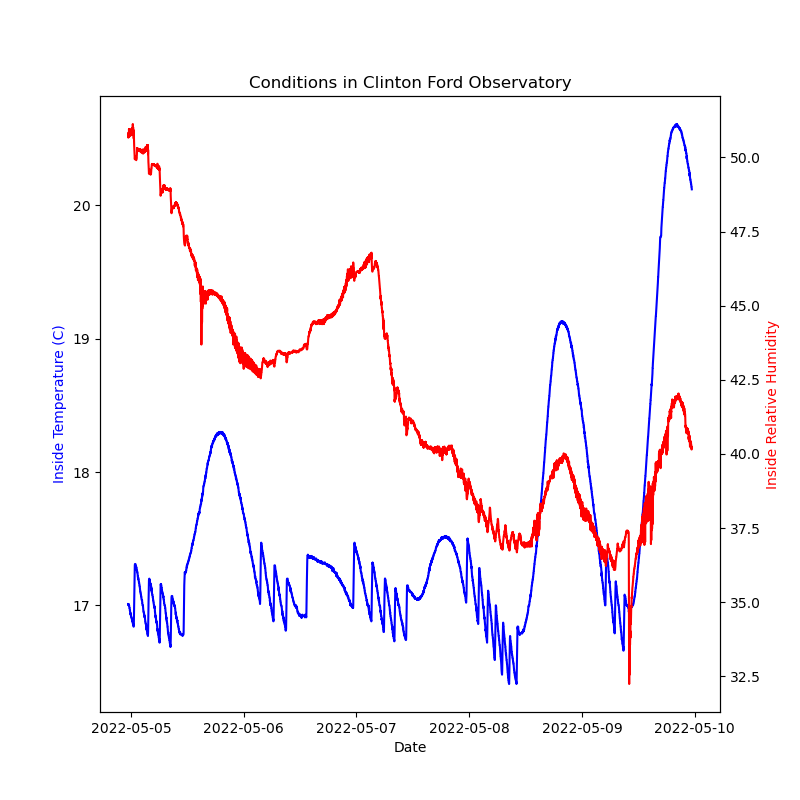 Conditions in Clinton Ford Observatory
20
19
18
17
Inside Temperature (C)
50.0
47.5
45.0
42.5
40.0
37.5
35.0
32.5
Inside Relative Humidity
2022-05-05 2022-05-06 2022-05-07 2022-05-08 2022-05-09 2022-05-10
Date